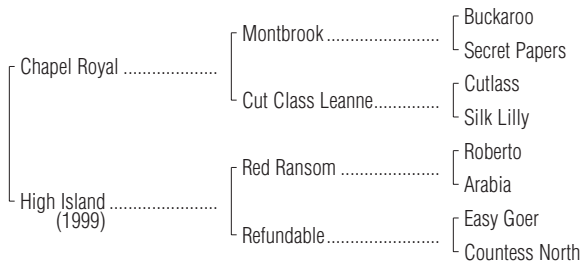 Buckaroo
Montbrook
Secret Papers
Chapel Royal
Cutlass
Cut Class Leanne
Silk Lilly
Roberto
Red Ransom
Arabia
High Island
(1999)
Easy Goer
Refundable
Countess North